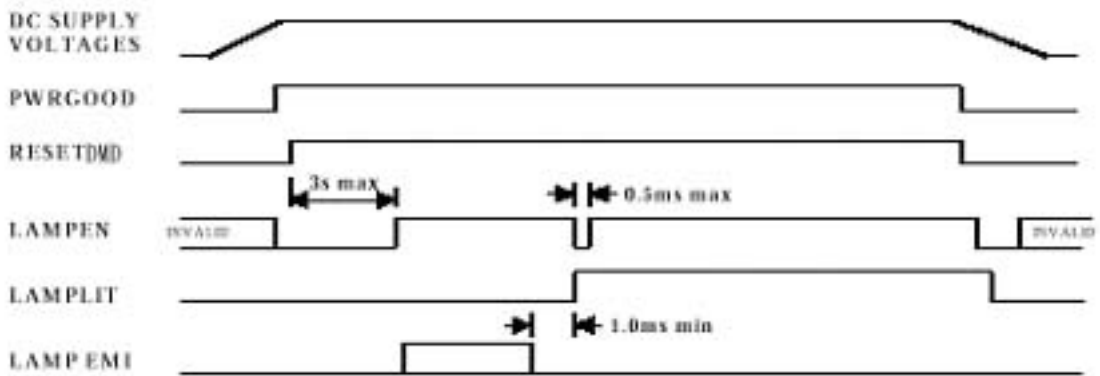 DC SUPPLY
VOLTAGES
PWRGOOD
RESETDMD
3s max
0.5ms max
LAMPEN
INVALID
INVALID
LAMPLIT
1.0ms min
LAMP EMI